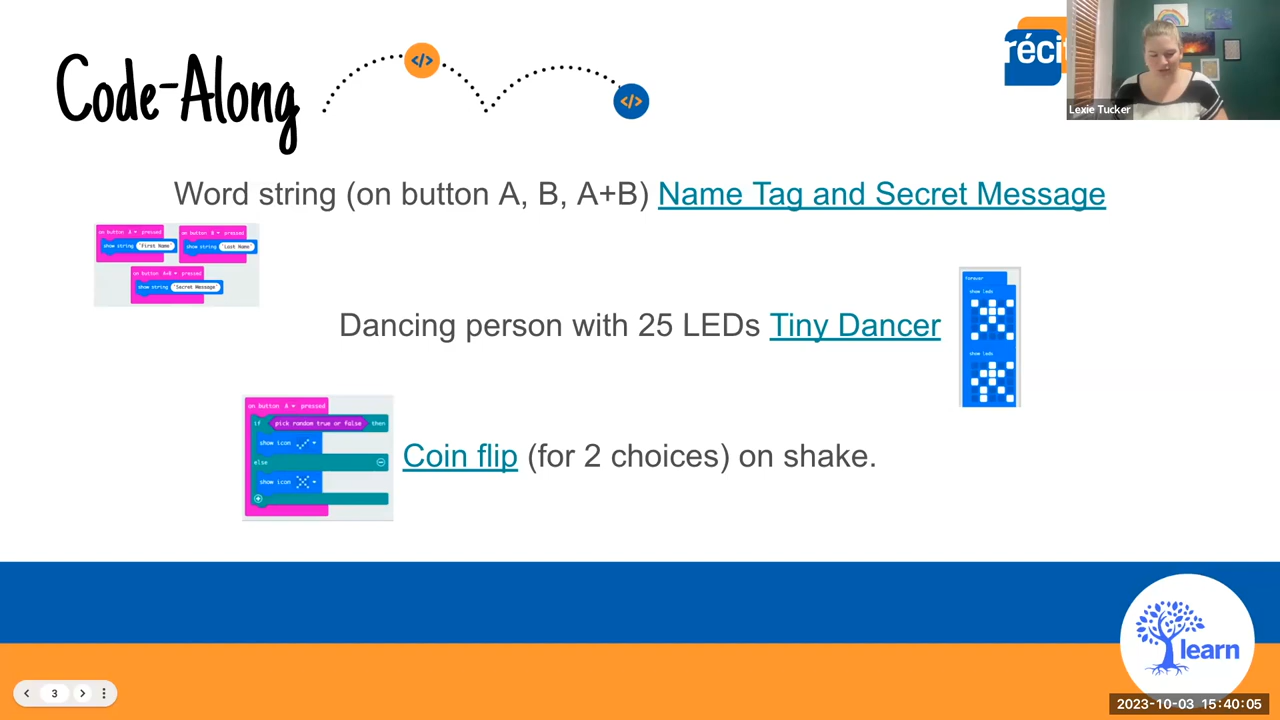 Code-Along
</>
</>
récit
Lexie Tucker
Word string (on button A, B, A+B) Name Tag and Secret Message
on button A pressed
show string "First Name"
on button B pressed
show string "Last Name"
on button A+B pressed
show string "Secret Message"
Dancing person with 25 LEDs Tiny Dancer
forever
show leds
show leds
on button A pressed
if pick random true or false then
show icon
else
show icon
Coin flip (for 2 choices) on shake.
learn
3
2023-10-03 15:40:05